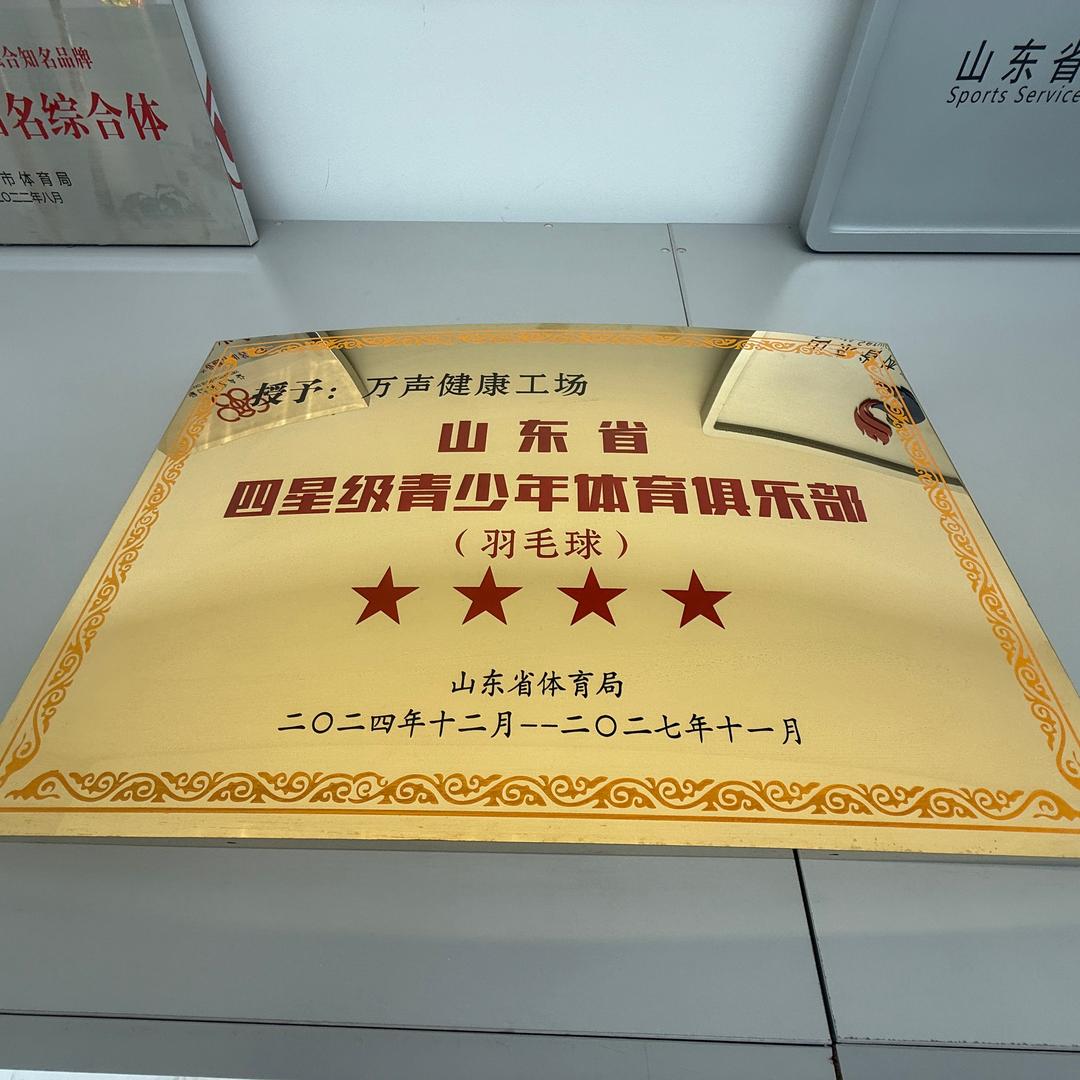 合知名品牌
名综合体
市体育局
二〇二二年八月
山东省
Sports Service
授予：万声健康工场
山东省
四星级青少年体育俱乐部
（羽毛球）
山东省体育局
二〇二四年十二月--二〇二七年十一月